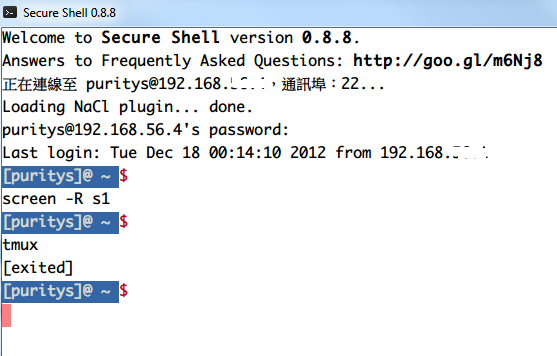 Secure Shell 0.8.8
Welcome to Secure Shell version 0.8.8.
Answers to Frequently Asked Questions: http://goo.gl/m6Nj8
正在連線至 puritys@192.168. ，通訊埠：22...
Loading NaCl plugin... done.
puritys@192.168.56.4's password:
Last login: Tue Dec 18 00:14:10 2012 from 192.168.
[puritys]@ ~ $
screen -R s1
[puritys]@ ~ $
tmux
[exited]
[puritys]@ ~ $